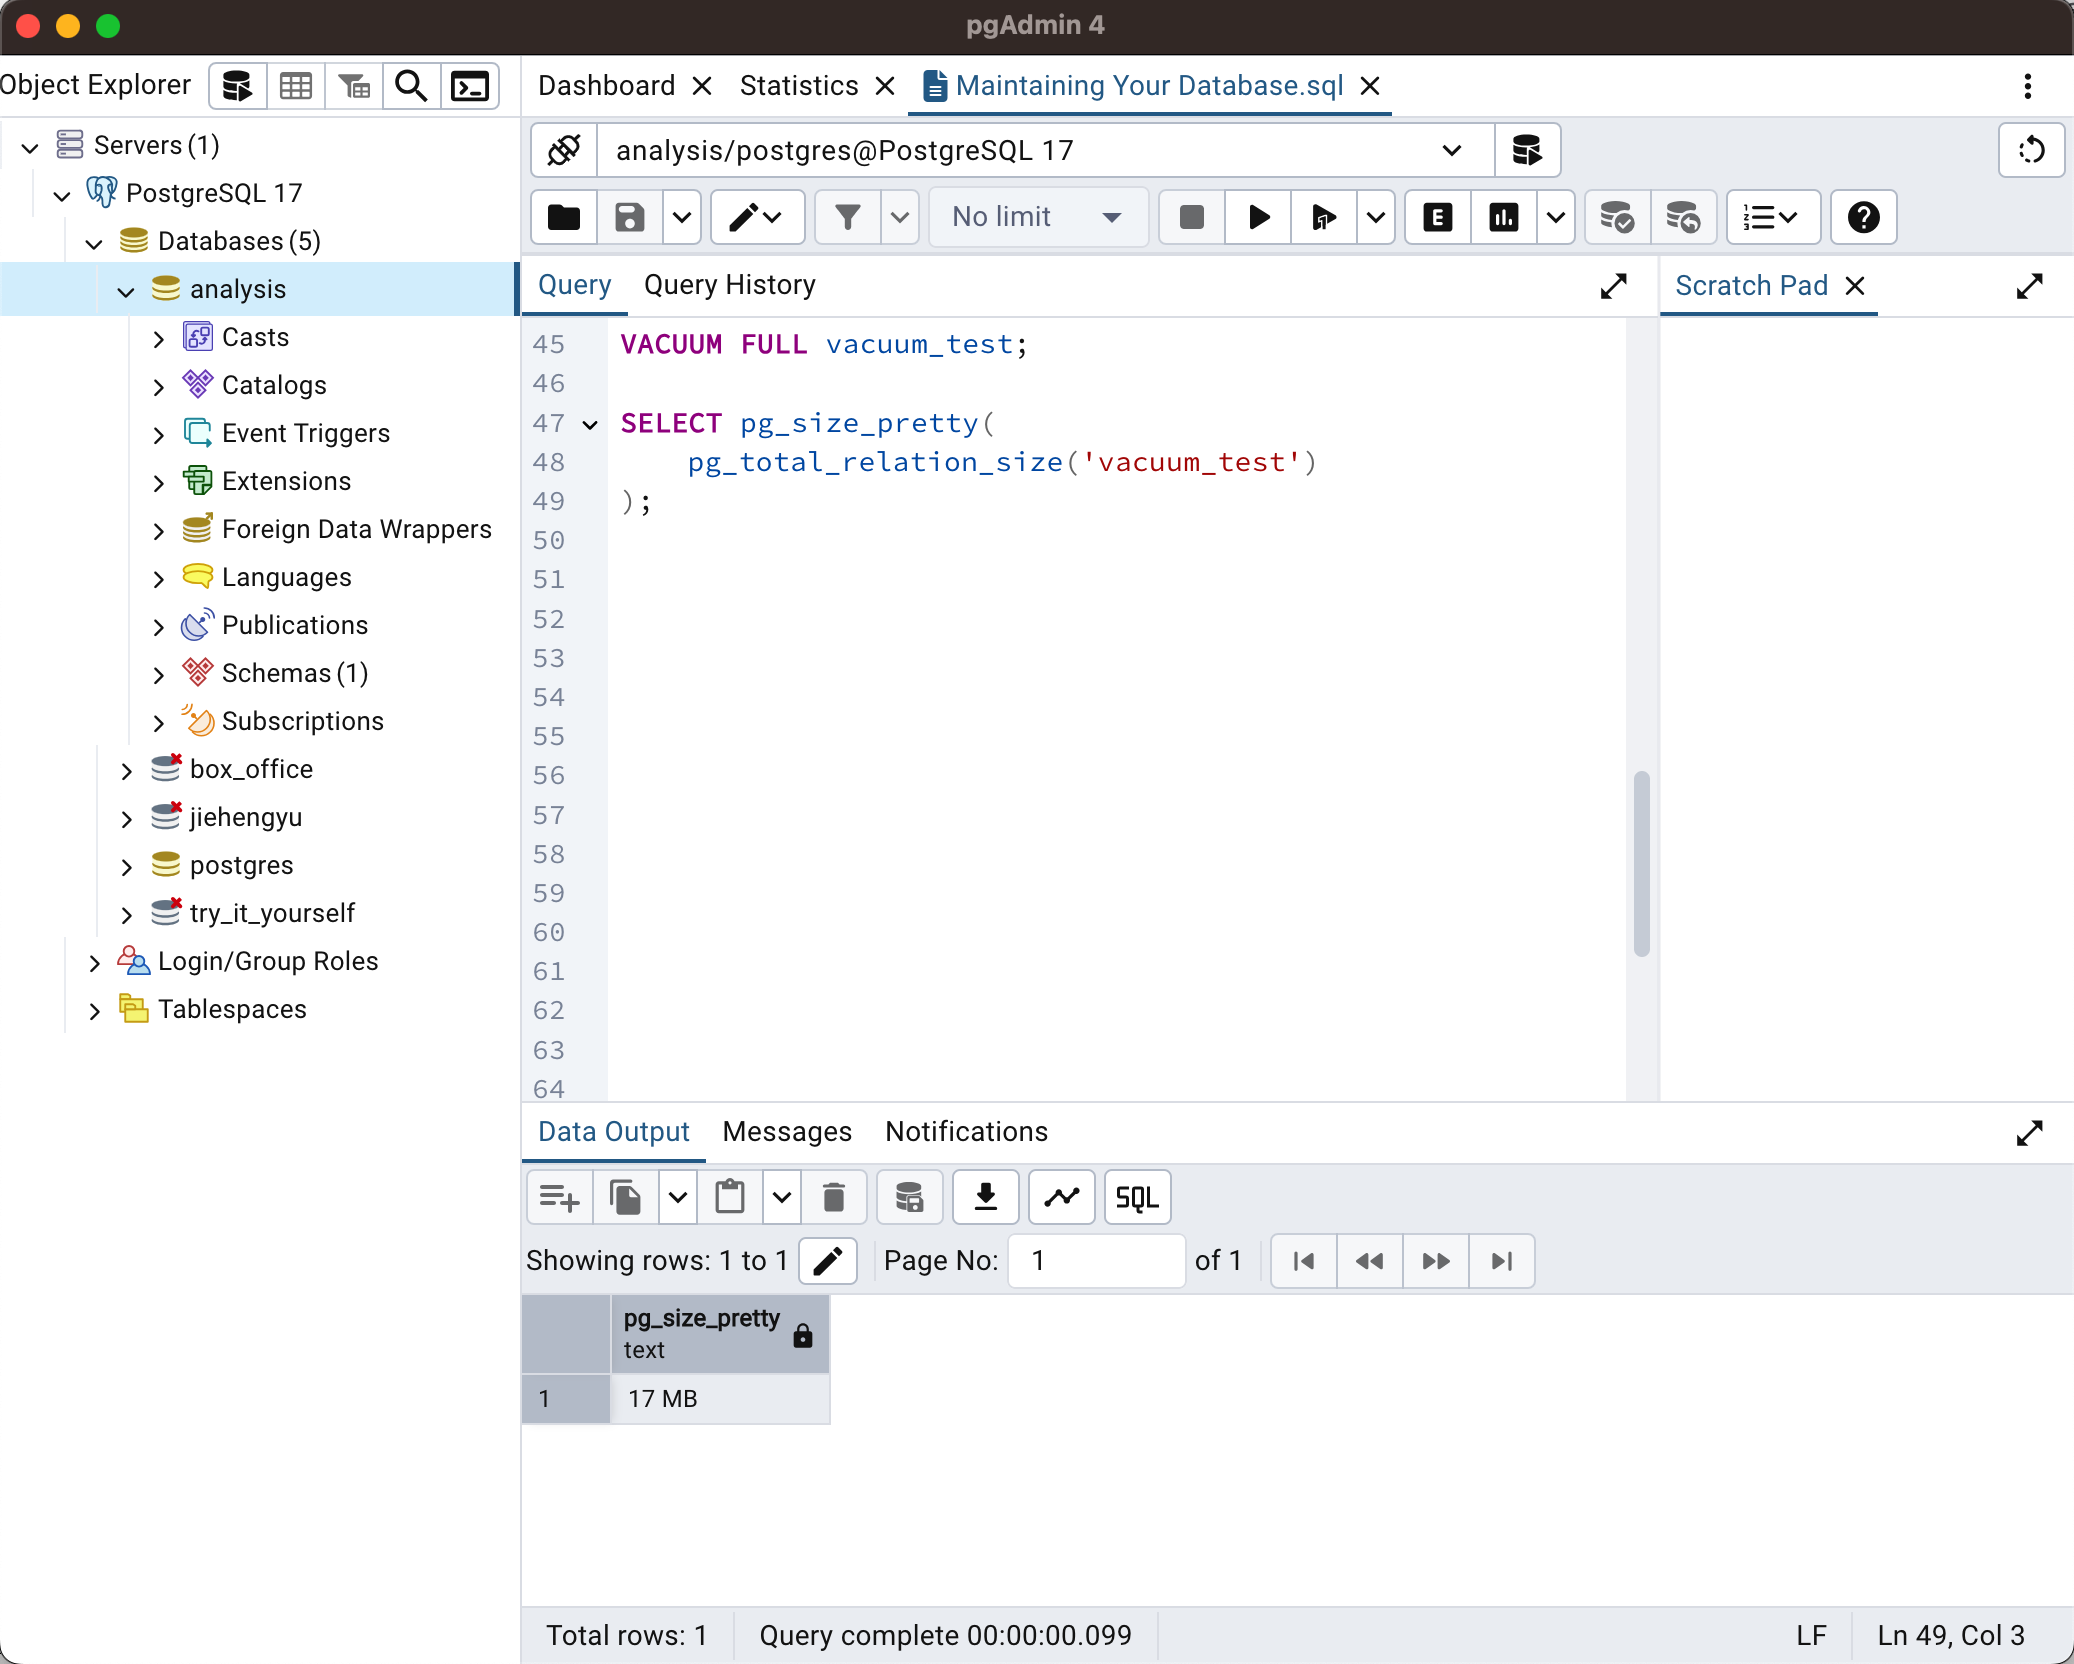 pgAdmin 4
Object Explorer
Dashboard
Statistics
Maintaining Your Database.sql
Servers (1)
PostgreSQL 17
Databases (5)
analysis
Casts
Catalogs
Event Triggers
Extensions
Foreign Data Wrappers
Languages
Publications
Schemas (1)
Subscriptions
box_office
jiehengyu
postgres
try_it_yourself
Login/Group Roles
Tablespaces
analysis/postgres@PostgreSQL 17
No limit
E
Query
Query History
Scratch Pad
45 VACUUM FULL vacuum_test;
46
47 SELECT pg_size_pretty(
48 pg_total_relation_size('vacuum_test')
49 );
50
51
52
53
54
55
56
57
58
59
60
61
62
63
64
Data Output
Messages
Notifications
SQL
Showing rows: 1 to 1
Page No: 1 of 1
pg_size_pretty
text
1 17 MB
Total rows: 1
Query complete 00:00:00.099
LF
Ln 49, Col 3